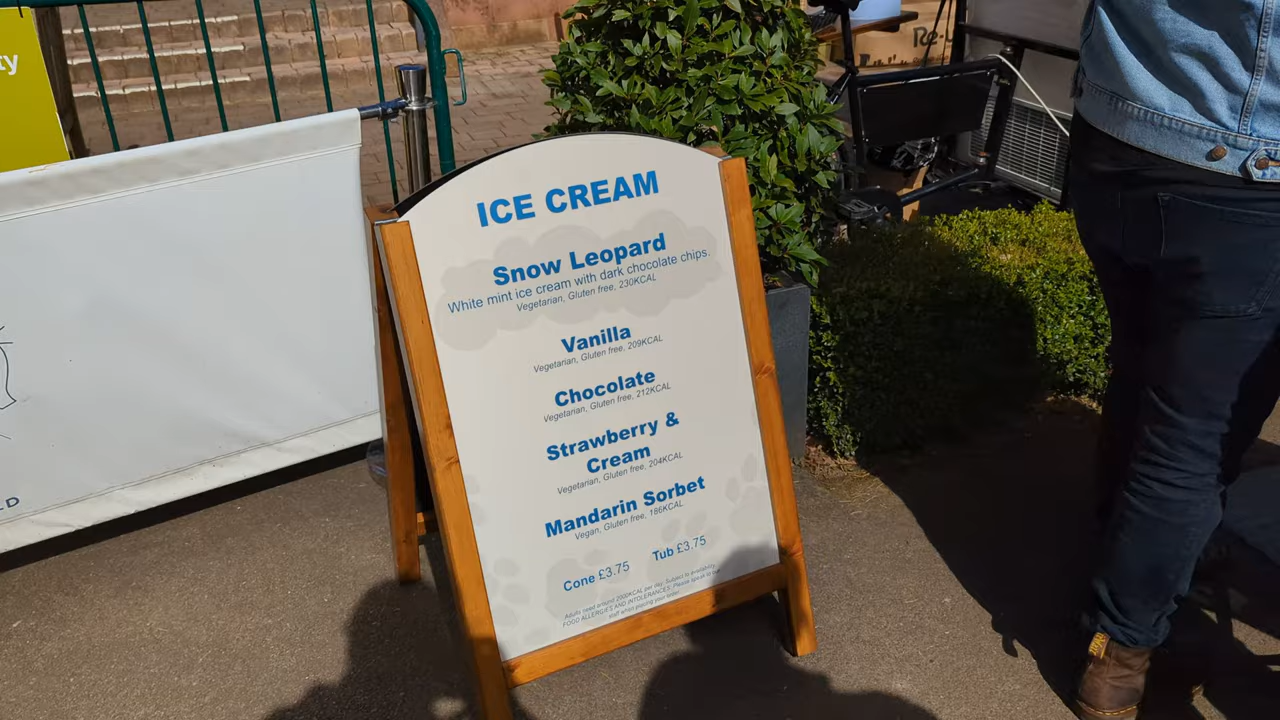 ty
Re-u
ICE CREAM
Snow Leopard
White mint ice cream with dark chocolate chips.
Vegetarian, Gluten free, 230KCAL
Vanilla
Vegetarian, Gluten free, 209KCAL
Chocolate
Vegetarian, Gluten free, 212KCAL
Strawberry &
Cream
Vegetarian, Gluten free, 204KCAL
Mandarin Sorbet
Vegan, Gluten free, 186KCAL
Cone £3.75 Tub £3.75
Adults need around 2000KCAL per day. Subject to availability.
FOOD ALLERGIES AND INTOLERANCES: Please speak to our
staff when placing your order.
LD